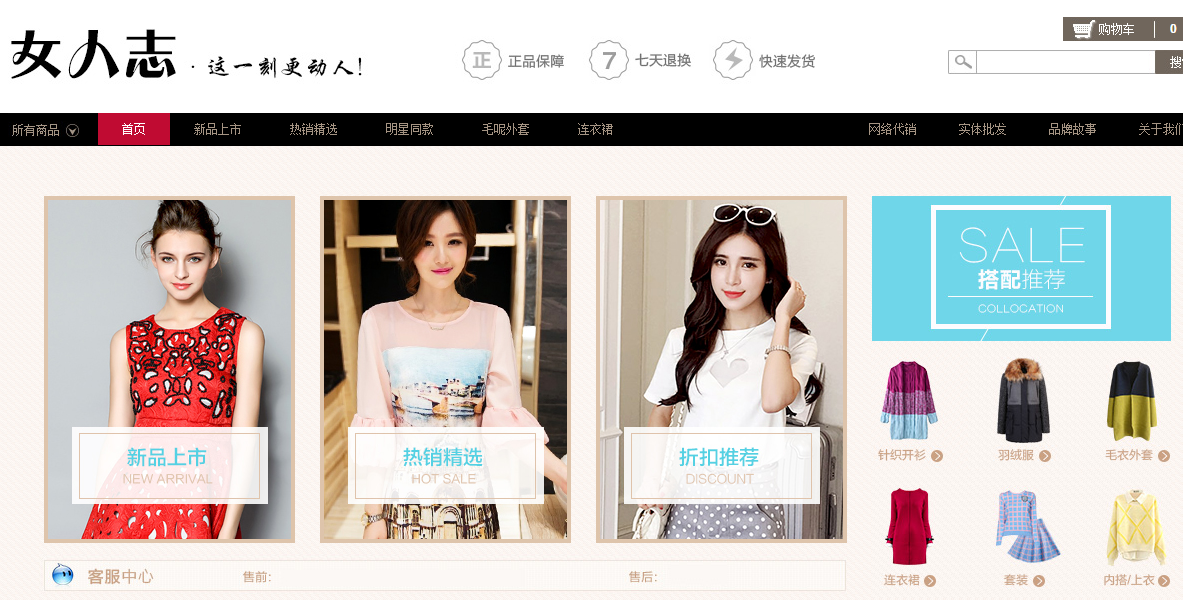 女人志 · 这一刻更动人!
正 正品保障
7 七天退换
快速发货
购物车 | 0
所有商品
首页
新品上市
热销精选
明星同款
毛呢外套
连衣裙
网络代销
实体批发
品牌故事
关于我
新品上市
NEW ARRIVAL
热销精选
HOT SALE
折扣推荐
DISCOUNT
SALE
搭配推荐
COLLOCATION
针织开衫
羽绒服
毛衣外套
连衣裙
套装
内搭/上衣
客服中心
售前:
售后: